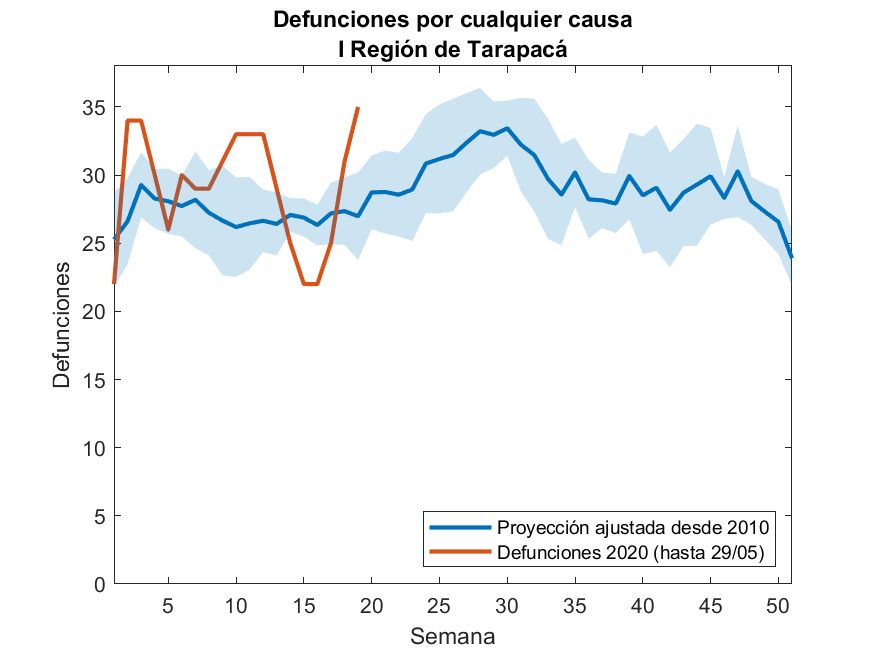 Defunciones por cualquier causa
I Región de Tarapacá
Defunciones
35
30
25
20
15
10
5
0
5 10 15 20 25 30 35 40 45 50
Semana
Proyección ajustada desde 2010
Defunciones 2020 (hasta 29/05)